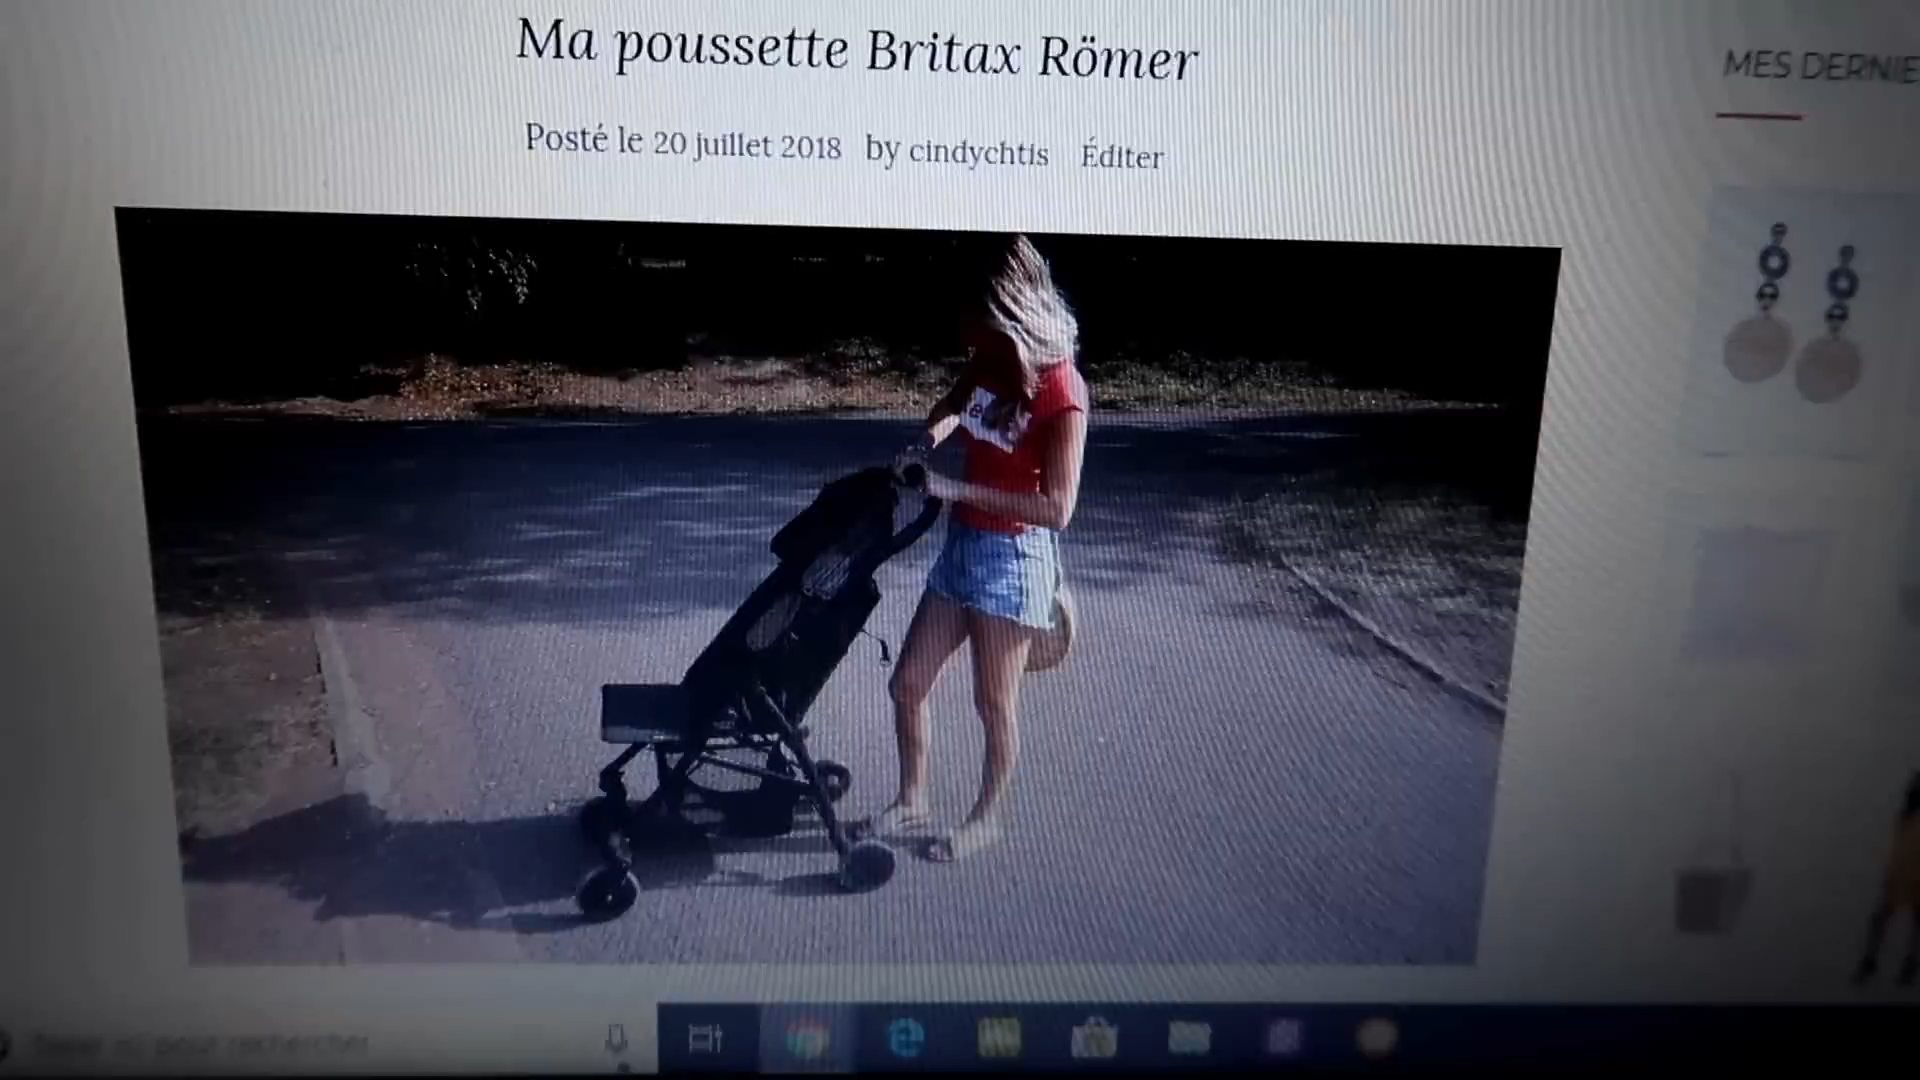 Ma poussette Britax Römer
Posté le 20 juillet 2018 by cindychtis Éditer
MES DERNIE